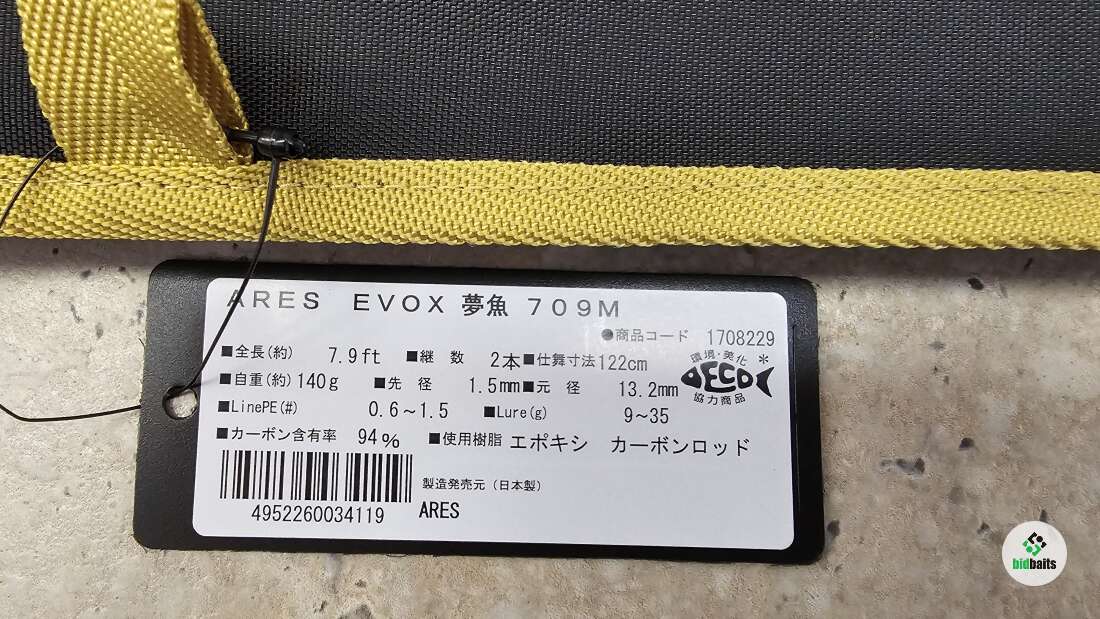 ARES EVOX 夢魚 709M
●商品コード 1708229
■全長(約) 7.9ft ■継 数 2本 ■仕舞寸法 122cm
環境・美化
DECO
協力商品
■自重(約) 140g ■先 径 1.5mm ■元 径 13.2mm
■LinePE(#) 0.6～1.5 ■Lure(g) 9～35
■カーボン含有率 94% ■使用樹脂 エポキシ カーボンロッド
製造発売元（日本製）
ARES
4952260034119
bidbaits